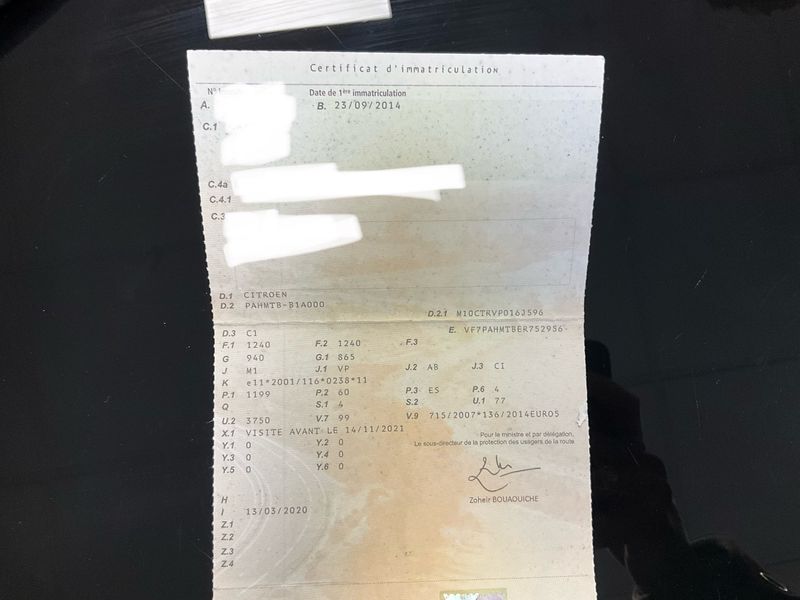 Certificat d'immatriculation
Date de 1ère immatriculation
A. B. 23/09/2014
C.1
C.4a
C.4.1
C.3
D.1 CITROEN
D.2 PAHMTB-B1A000
D.2.1 M10CTRVP016J596
D.3 C1 E. VF7PAHMTBER752956
F.1 1240 F.2 1240 F.3
G 940 G.1 865
J M1 J.1 VP J.2 AB J.3 CI
K e11*2001/116*0238*11
P.1 1199 P.2 60 P.3 ES P.6 4
Q S.1 4 S.2 U.1 77
U.2 3750 V.7 99 V.9 715/2007*136/2014EURO5
X.1 VISITE AVANT LE 14/11/2021
Pour le ministre et par délégation,
Le sous-directeur de la protection des usagers de la route
Y.1 0 Y.2 0
Y.3 0 Y.4 0
Y.5 0 Y.6 0
Zoheir BOUAOUICHE
H
I 13/03/2020
Z.1
Z.2
Z.3
Z.4